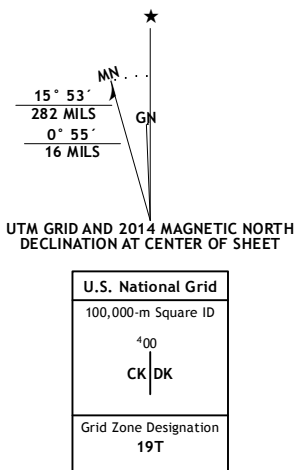 ★
MN
15° 53´
282 MILS
GN
0° 55´
16 MILS
UTM GRID AND 2014 MAGNETIC NORTH
DECLINATION AT CENTER OF SHEET
U.S. National Grid
100,000-m Square ID
⁴00
CK DK
Grid Zone Designation
19T